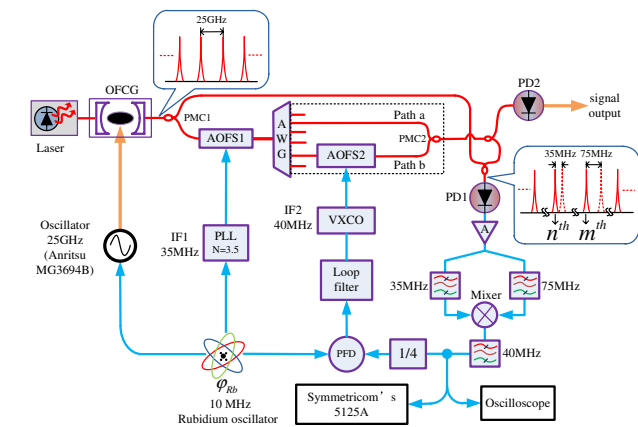 25GHz
OFCG
Laser
PMC1
AOFS1
A
W
G
Path a
PMC2
AOFS2
Path b
PD2
signal
output
35MHz 75MHz
n^th m^th
PD1
A
Oscillator
25GHz
(Anritsu
MG3694B)
IF1
35MHz
PLL
N=3.5
IF2
40MHz
VXCO
Loop
filter
35MHz
Mixer
75MHz
40MHz
PFD
1/4
φRb
10 MHz
Rubidium oscillator
Symmetricom's
5125A
Oscilloscope